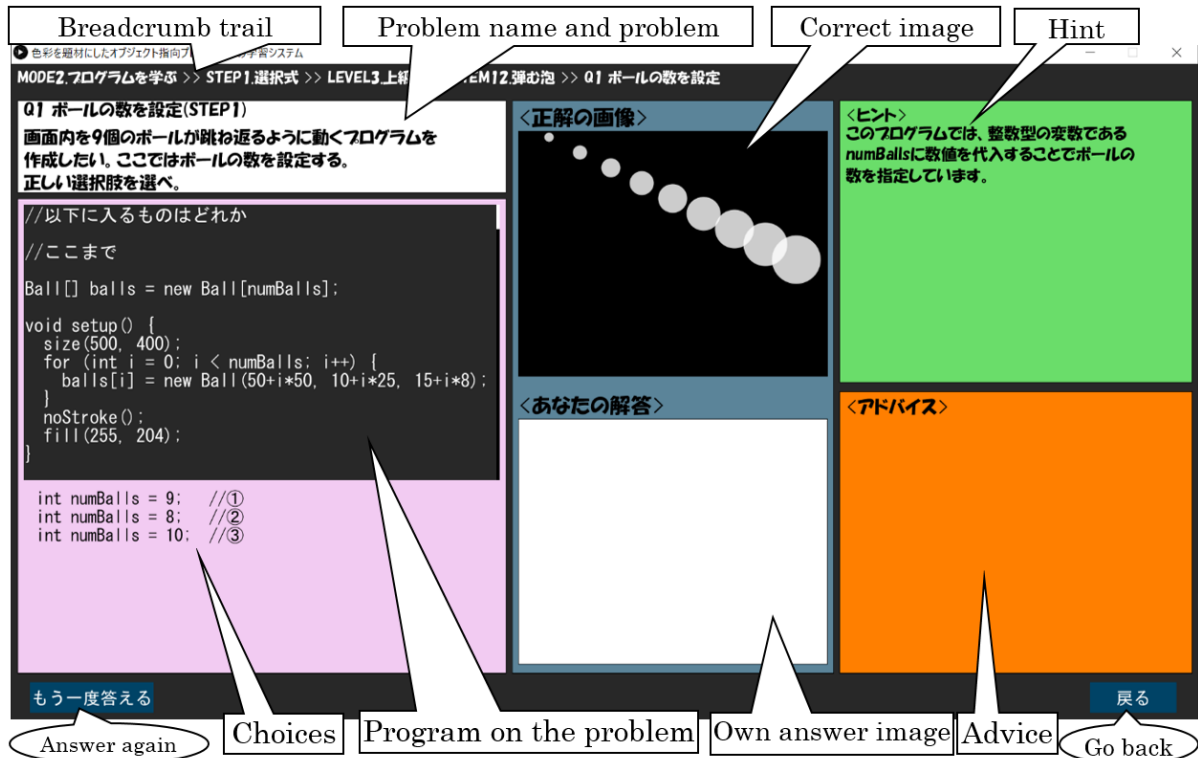 Breadcrumb trail
Problem name and problem
Correct image
Hint
色彩を題材にしたオブジェクト指向プ
学習システム
MODE2.プログラムを学ぶ >> STEP1.選択式 >> LEVEL3.上級
TEM12.弾む泡 >> Q1 ボールの数を設定
Q1 ボールの数を設定(STEP1)
画面内を9個のボールが跳ね返るように動くプログラムを
作成したい。ここではボールの数を設定する。
正しい選択肢を選べ。
//以下に入るものはどれか
//ここまで
Ball[] balls = new Ball[numBalls];
void setup() {
size(500, 400);
for (int i = 0; i < numBalls; i++) {
balls[i] = new Ball(50+i*50, 10+i*25, 15+i*8);
}
noStroke();
fill(255, 204);
}
int numBalls = 9; //①
int numBalls = 8; //②
int numBalls = 10; //③
<正解の画像>
<あなたの解答>
<ヒント>
このプログラムでは、整数型の変数である
numBallsに数値を代入することでボールの
数を指定しています。
<アドバイス>
もう一度答える
戻る
Answer again
Choices
Program on the problem
Own answer image
Advice
Go back